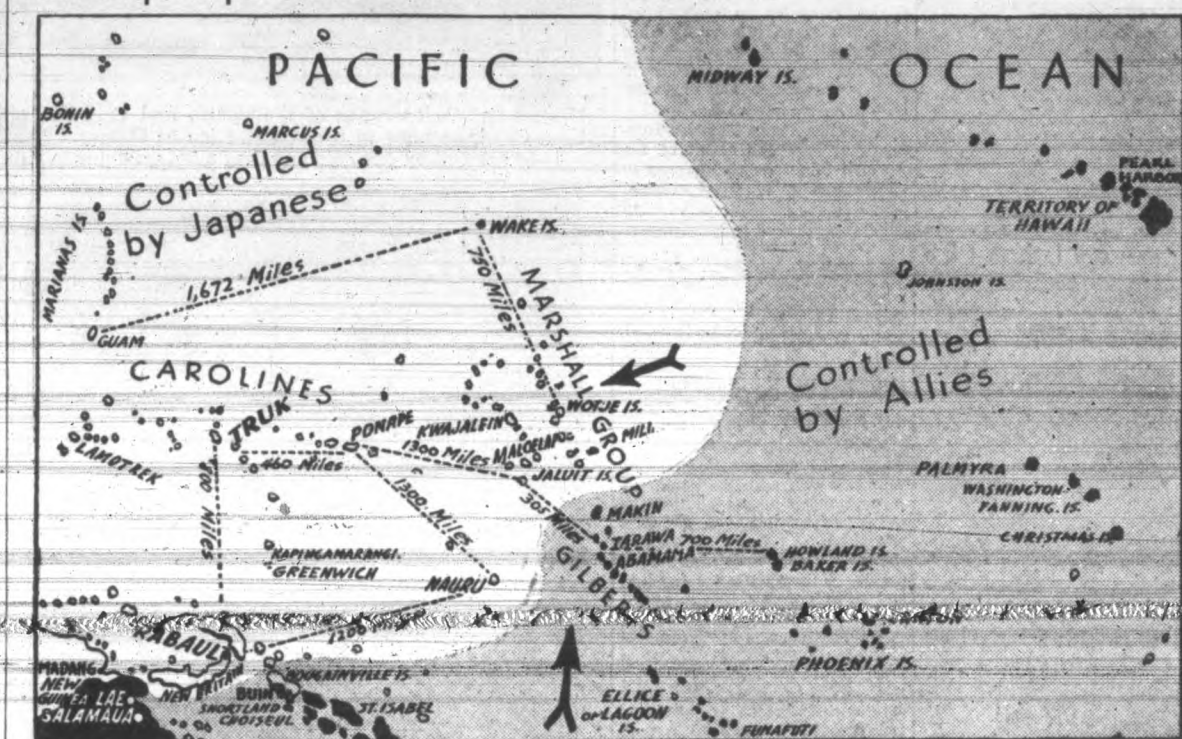 PACIFIC OCEAN
MIDWAY IS.
BONIN
IS.
MARCUS IS.
Controlled
by Japanese
PEARL
HARBOR
TERRITORY OF
HAWAII
MARIANAS IS
WAKE IS.
1,672 Miles
750 Miles
JOHNSTON IS.
GUAM
MARSHALL GROUP
Controlled
by Allies
CAROLINES
WOTJE IS.
TRUK
PONAPE
KWAJALEIN
MALOELAP
MILI
LAMOTREK
460 Miles
1300 Miles
JALUIT IS.
800 Miles
1300 Miles
305 Miles
PALMYRA
WASHINGTON
FANNING. IS.
MAKIN
CHRISTMAS IS.
TARAWA
700 Miles
ABAMAMA
HOWLAND IS.
BAKER IS.
KAPINGAMARANGI.
GREENWICH
NAURU
GILBERTS
RABAUL
1200
PHOENIX IS.
MADANG
NEW
GUINEA LAE
SALAMAUA
NEW BRITAIN
BOUGAINVILLE IS
BUIN
SHORTLAND
CHOISEUL
ST. ISABEL
ELLICE
OR LAGOON
IS.
FUNAFUTI